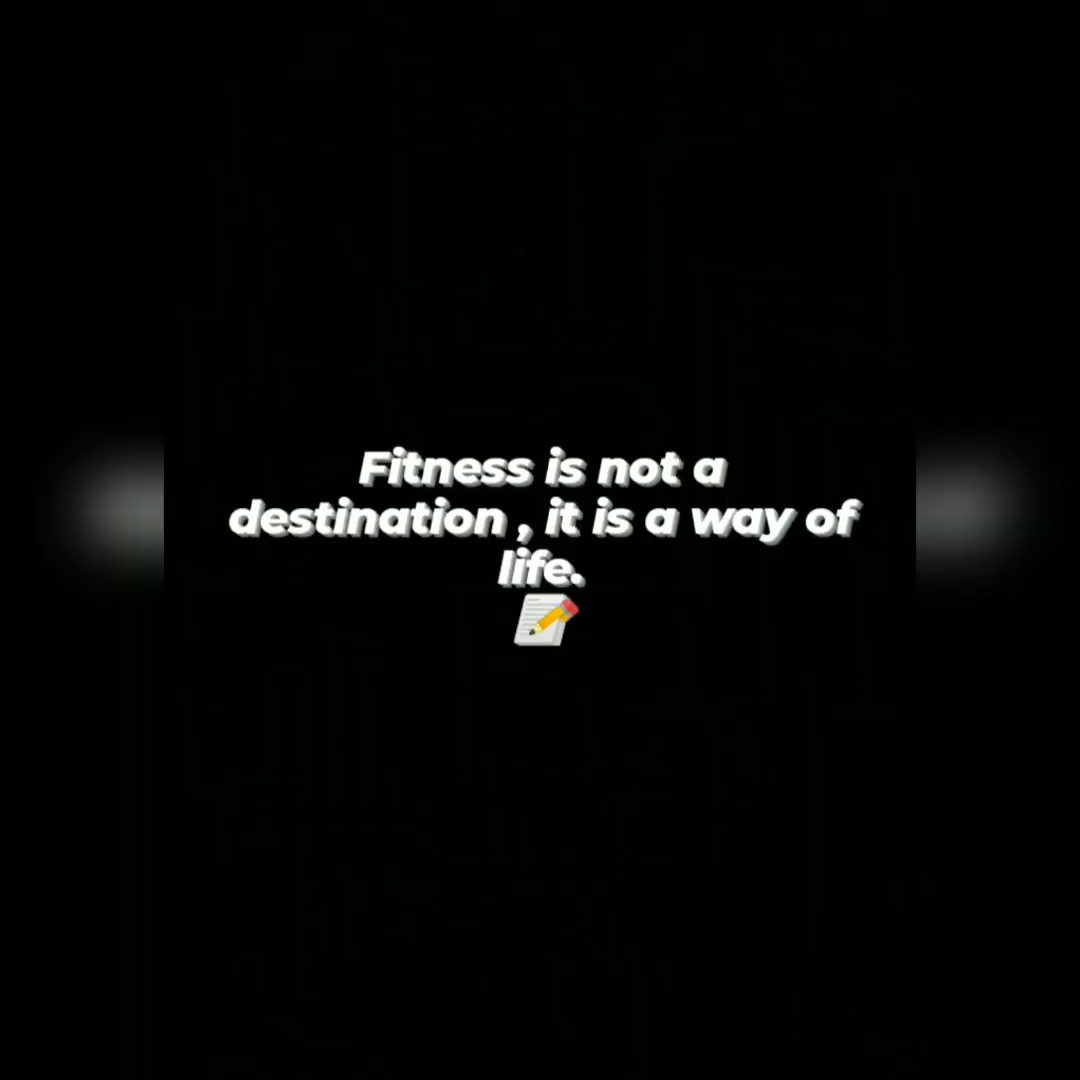 Fitness is not a
destination , it is a way of
life.
📝